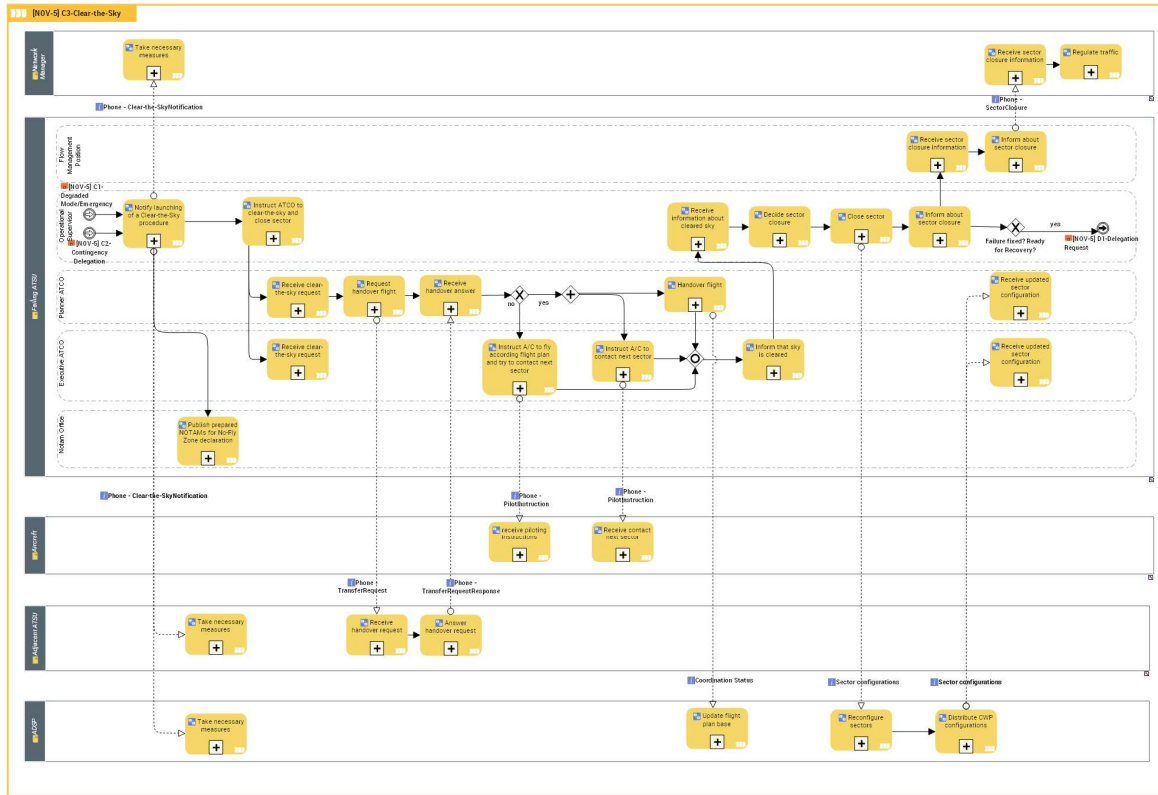 [NOV-5] C3-Clear-the-Sky
Network
Manager
Take necessary
measures
Receive sector
closure information
Regulate traffic
Phone - Clear-the-SkyNotification
Phone -
SectorClosure
Failing ATSU
Flow
Management
Position
Receive sector
closure information
Inform about
sector closure
Operational
Supervisor
[NOV-5] C1-
Degraded
Mode/Emergency
[NOV-5] C2-
Contingency
Delegation
Notify launching
of a Clear-the-Sky
procedure
Instruct ATCO to
clear-the-sky and
close sector
Receive
information about
cleared sky
Decide sector
closure
Close sector
Inform about
sector closure
yes
Failure fixed? Ready
for Recovery?
[NOV-5] D1-Delegation
Request
Planner ATCO
Receive clear-
the-sky request
Request
handover flight
Receive
handover answer
no
yes
Handover flight
Receive updated
sector
configuration
Executive ATCO
Receive clear-
the-sky request
Instruct A/C to fly
according flight plan
and try to contact next
sector
Instruct A/C to
contact next sector
Inform that sky
is cleared
Receive updated
sector
configuration
Notam Office
Publish prepared
NOTAMs for No-Fly
Zone declaration
Phone - Clear-the-SkyNotification
Phone -
PilotInstruction
Phone -
PilotInstruction
Aircraft
receive piloting
instructions
Receive contact
next sector
Phone -
TransferRequest
Phone -
TransferRequestResponse
Adjacent ATSU
Take necessary
measures
Receive
handover request
Answer
handover request
Coordination Status
Sector configurations
Sector configurations
ADSP
Take necessary
measures
Update flight
plan base
Reconfigure
sectors
Distribute CWP
configurations